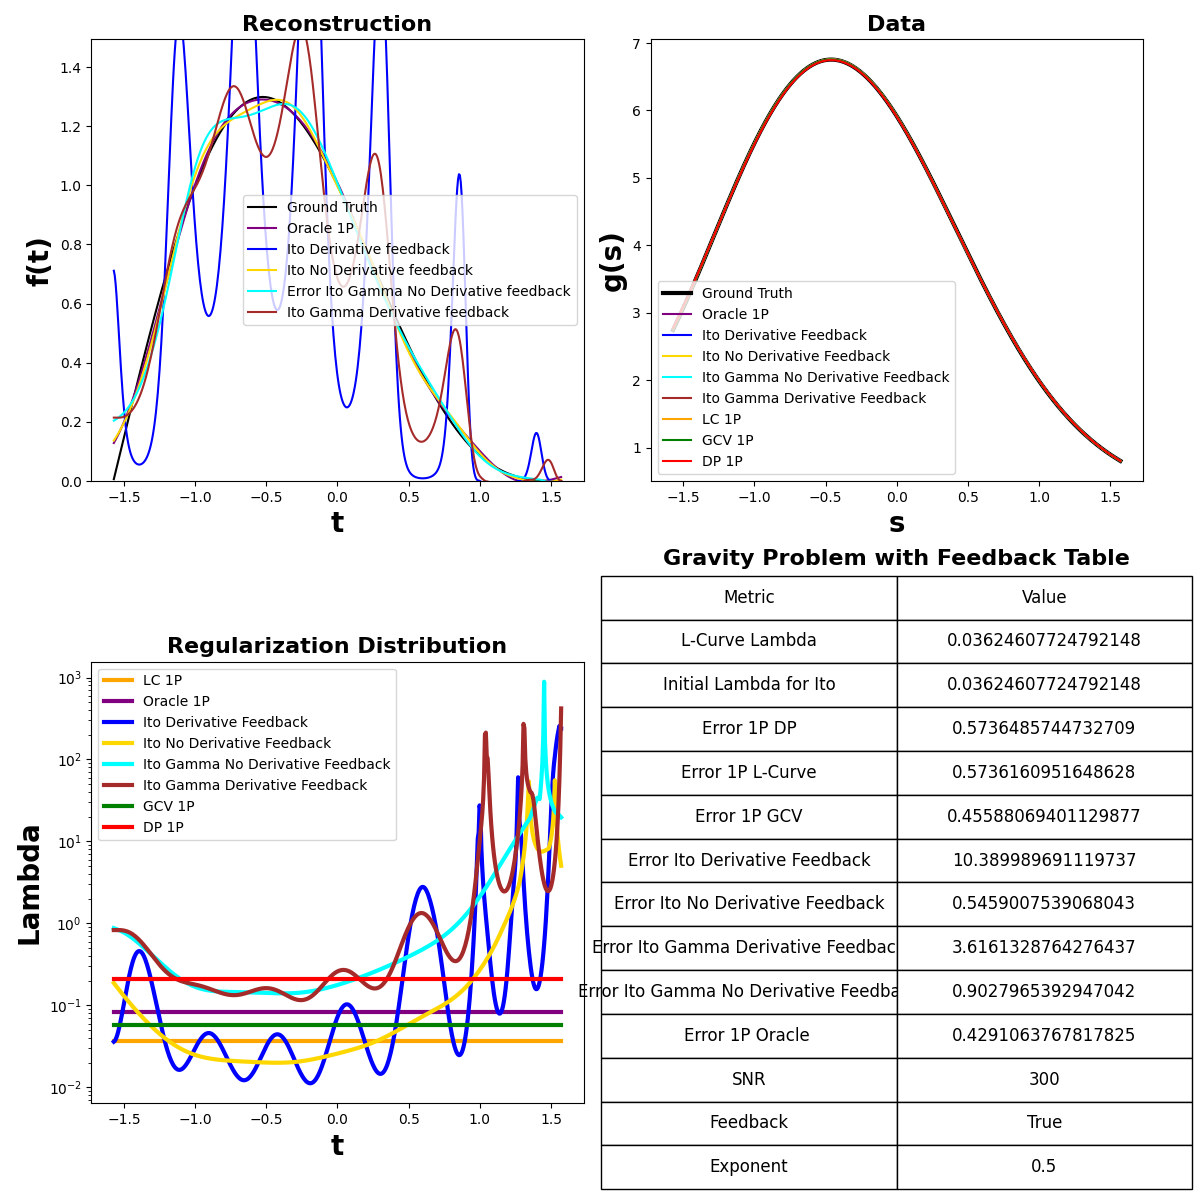 Reconstruction
1.4
1.2
1.0
0.8
0.6
0.4
0.2
0.0
f(t)
Ground Truth
Oracle 1P
Ito Derivative feedback
Ito No Derivative feedback
Error Ito Gamma No Derivative feedback
Ito Gamma Derivative feedback
−1.5 −1.0 −0.5 0.0 0.5 1.0 1.5
t
Data
7
6
5
4
3
2
1
g(s)
Ground Truth
Oracle 1P
Ito Derivative Feedback
Ito No Derivative Feedback
Ito Gamma No Derivative Feedback
Ito Gamma Derivative Feedback
LC 1P
GCV 1P
DP 1P
−1.5 −1.0 −0.5 0.0 0.5 1.0 1.5
s
Regularization Distribution
10³
10²
10¹
10⁰
10⁻¹
10⁻²
Lambda
LC 1P
Oracle 1P
Ito Derivative Feedback
Ito No Derivative Feedback
Ito Gamma No Derivative Feedback
Ito Gamma Derivative Feedback
GCV 1P
DP 1P
−1.5 −1.0 −0.5 0.0 0.5 1.0 1.5
t
Gravity Problem with Feedback Table
Metric Value
L-Curve Lambda 0.03624607724792148
Initial Lambda for Ito 0.03624607724792148
Error 1P DP 0.5736485744732709
Error 1P L-Curve 0.5736160951648628
Error 1P GCV 0.45588069401129877
Error Ito Derivative Feedback 10.389989691119737
Error Ito No Derivative Feedback 0.5459007539068043
Error Ito Gamma Derivative Feedbac 3.6161328764276437
Error Ito Gamma No Derivative Feedba 0.9027965392947042
Error 1P Oracle 0.4291063767817825
SNR 300
Feedback True
Exponent 0.5